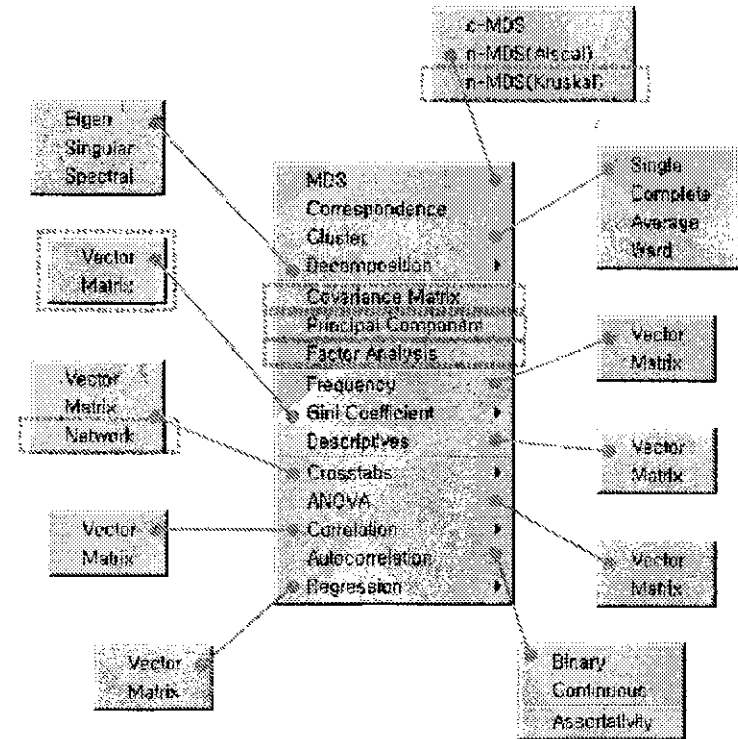 c-MDS
n-MDS(Alscal)
n-MDS(Kruskal)
Eigen
Singular
Spectral
Single
Complete
Average
Ward
MDS
Correspondence
Cluster
Decomposition
Covariance Matrix
Principal Component
Factor Analysis
Frequency
Gini Coefficient
Descriptives
Crosstabs
ANOVA
Correlation
Autocorrelation
Regression
Vector
Matrix
Vector
Matrix
Network
Vector
Matrix
Vector
Matrix
Vector
Matrix
Vector
Matrix
Vector
Matrix
Binary
Continuous
Assortativity